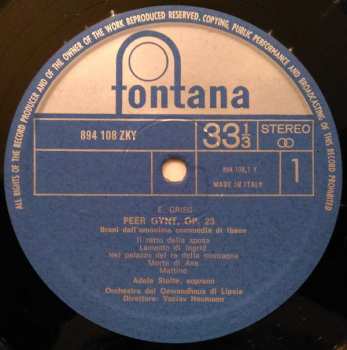 ALL RIGHTS OF THE RECORD PRODUCER AND OF THE OWNER OF THE WORK REPRODUCED RESERVED. COPYING, PUBLIC PERFORMANCE AND BROADCASTING OF THIS RECORD PROHIBITED
fontana
894 108 ZKY
33 1/3
STEREO
MADE IN ITALY
1
E. GRIEG
PEER GYNT, OP. 23
Brani dall'omonima commedia di Ibsen
Il ratto della sposa
Lamento di Ingrid
Nel palazzo del re della montagna
Morte di Ase
Mattino
Adele Stolte, soprano
Orchestra del Gewandhaus di Lipsia
Direttore: Vaclav Neumann